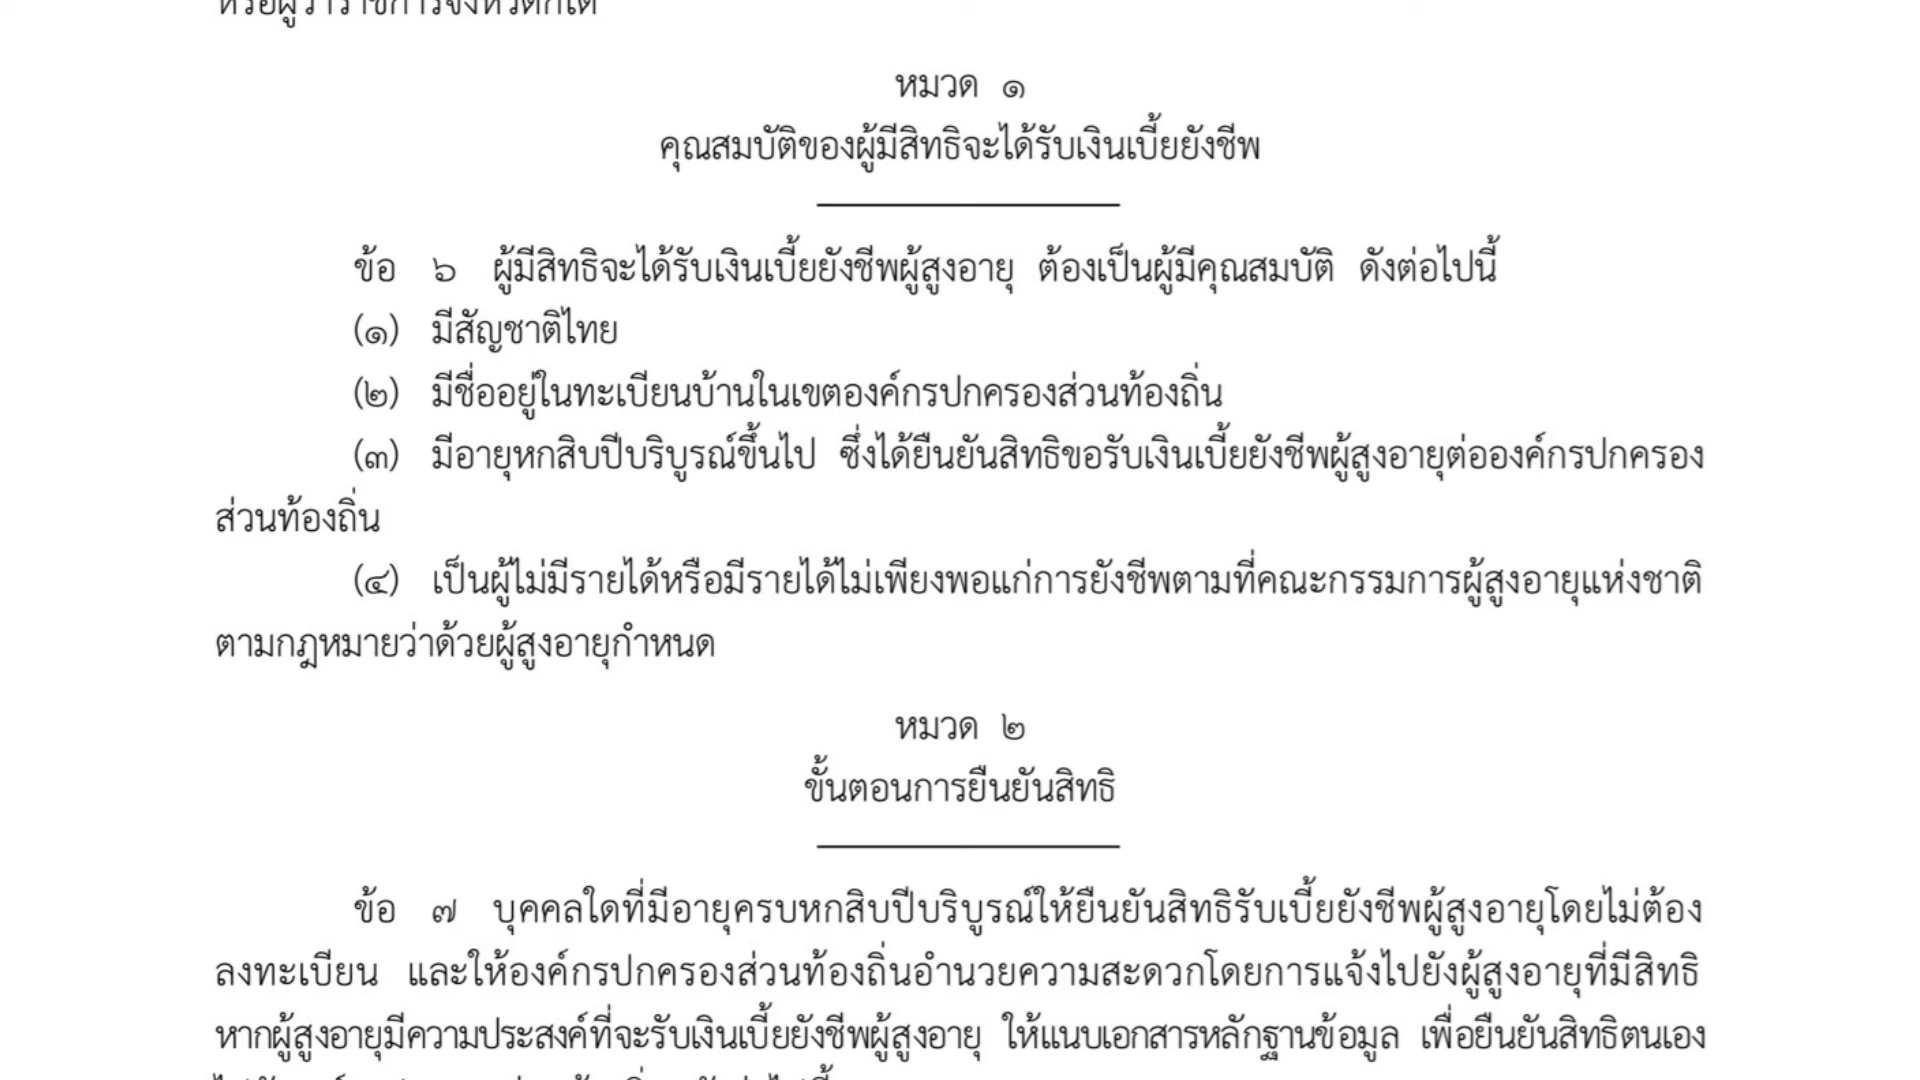 หรือผู้ว่าราชการจังหวัดก็ได้
หมวด ๑
คุณสมบัติของผู้มีสิทธิจะได้รับเงินเบี้ยยังชีพ
ข้อ ๖ ผู้มีสิทธิจะได้รับเงินเบี้ยยังชีพผู้สูงอายุ ต้องเป็นผู้มีคุณสมบัติ ดังต่อไปนี้
(๑) มีสัญชาติไทย
(๒) มีชื่ออยู่ในทะเบียนบ้านในเขตองค์กรปกครองส่วนท้องถิ่น
(๓) มีอายุหกสิบปีบริบูรณ์ขึ้นไป ซึ่งได้ยืนยันสิทธิขอรับเงินเบี้ยยังชีพผู้สูงอายุต่อองค์กรปกครอง
ส่วนท้องถิ่น
(๔) เป็นผู้ไม่มีรายได้หรือมีรายได้ไม่เพียงพอแก่การยังชีพตามที่คณะกรรมการผู้สูงอายุแห่งชาติ
ตามกฎหมายว่าด้วยผู้สูงอายุกำหนด
หมวด ๒
ขั้นตอนการยืนยันสิทธิ
ข้อ ๗ บุคคลใดที่มีอายุครบหกสิบปีบริบูรณ์ให้ยืนยันสิทธิรับเบี้ยยังชีพผู้สูงอายุโดยไม่ต้อง
ลงทะเบียน และให้องค์กรปกครองส่วนท้องถิ่นอำนวยความสะดวกโดยการแจ้งไปยังผู้สูงอายุที่มีสิทธิ
หากผู้สูงอายุมีความประสงค์ที่จะรับเงินเบี้ยยังชีพผู้สูงอายุ ให้แนบเอกสารหลักฐานข้อมูล เพื่อยืนยันสิทธิตนเอง